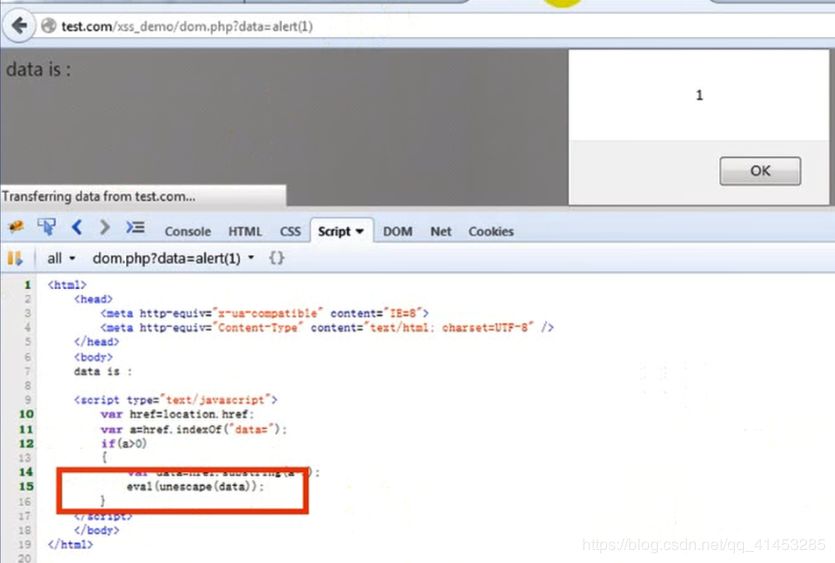 test.com/xss_demo/dom.php?data=alert(1)
data is :
1
OK
Transferring data from test.com...
Console HTML CSS Script DOM Net Cookies
all dom.php?data=alert(1) {}
1 <html>
2 <head>
3 <meta http-equiv="x-ua-compatible" content="IE=8">
4 <meta http-equiv="Content-Type" content="text/html; charset=UTF-8" />
5 </head>
6 <body>
7 data is :
8
9 <script type="text/javascript">
10 var href=location.href;
11 var a=href.indexOf("data=");
12 if(a>0)
13 {
14 var data=href.substring(a
15 eval(unescape(data));
16 }
17 </script>
18 </body>
19 </html>
20
https://blog.csdn.net/qq_41453285